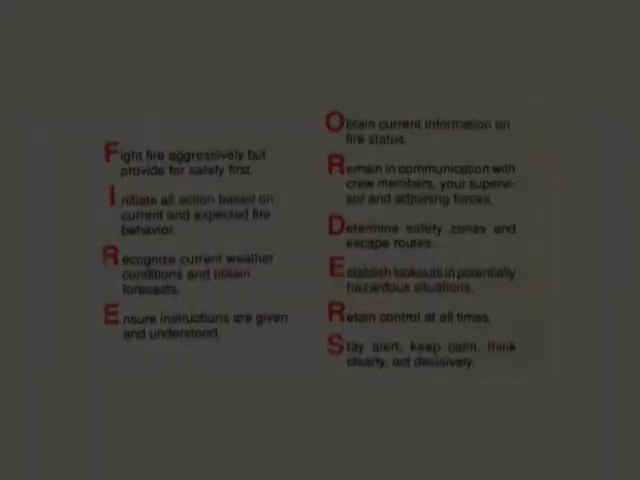 Fight fire aggressively but
provide for safety first.
Initiate all action based on
current and expected fire
behavior.
Recognize current weather
conditions and obtain
forecasts.
Ensure instructions are given
and understood.
Obtain current information on
fire status.
Remain in communication with
crew members, your supervi-
sor and adjoining forces.
Determine safety zones and
escape routes.
Establish lookouts in potentially
hazardous situations.
Retain control at all times.
Stay alert, keep calm, think
clearly, act decisively.